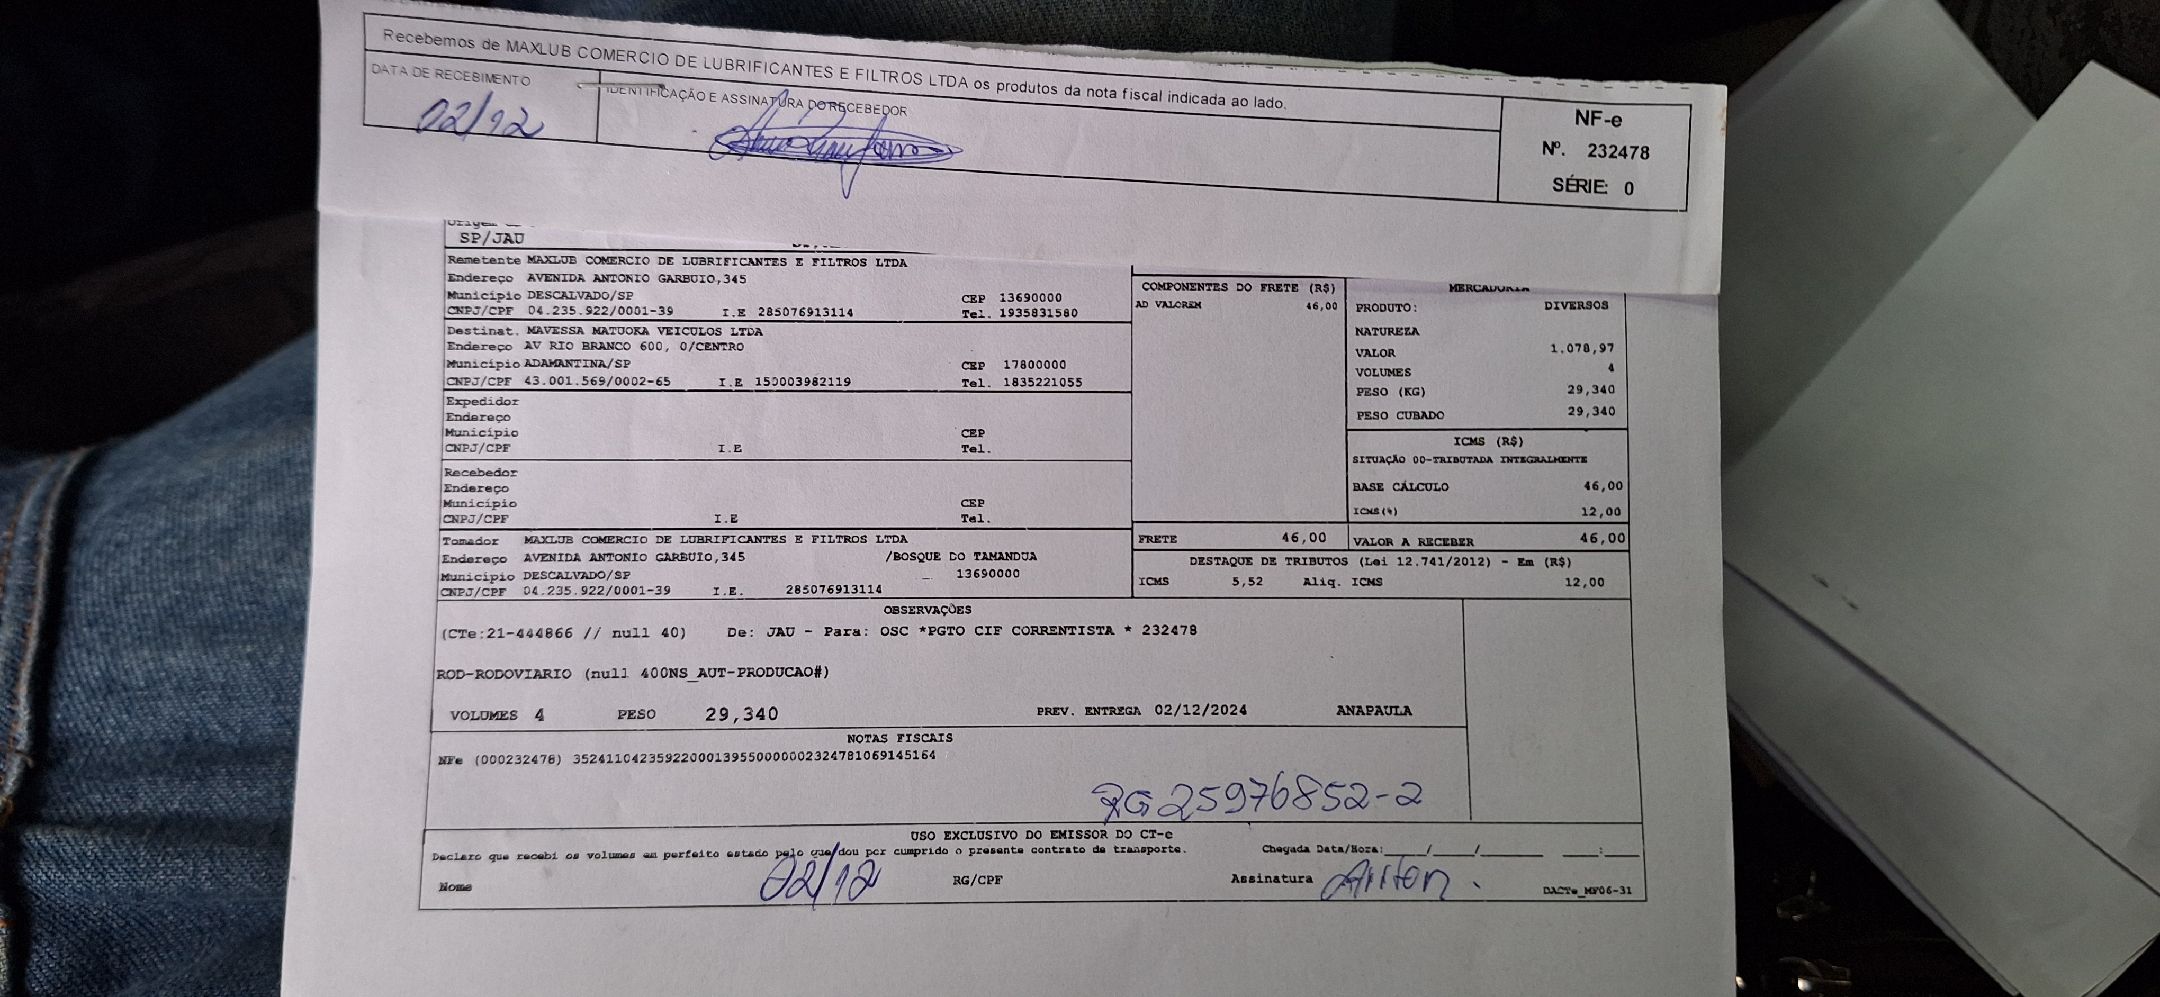 Recebemos de MAXLUB COMERCIO DE LUBRIFICANTES E FILTROS LTDA os produtos da nota fiscal indicada ao lado.
DATA DE RECEBIMENTO
02/12
IDENTIFICAÇÃO E ASSINATURA DO RECEBEDOR
NF-e
Nº. 232478
SÉRIE: 0
SP/JAU
Remetente MAXLUB COMERCIO DE LUBRIFICANTES E FILTROS LTDA
Endereço AVENIDA ANTONIO GARBUIO,345
Município DESCALVADO/SP CEP 13690000
CNPJ/CPF 04.235.922/0001-39 I.E 285076913114 Tel. 1935831580
Destinat. MAVESSA MATUOKA VEICULOS LTDA
Endereço AV RIO BRANCO 600, 0/CENTRO
Município ADAMANTINA/SP CEP 17800000
CNPJ/CPF 43.001.569/0002-65 I.E 150003982119 Tel. 1835221055
Expedidor
Endereço
Município CEP
CNPJ/CPF I.E Tel.
Recebedor
Endereço
Município CEP
CNPJ/CPF I.E Tel.
Tomador MAXLUB COMERCIO DE LUBRIFICANTES E FILTROS LTDA
Endereço AVENIDA ANTONIO GARBUIO,345 /BOSQUE DO TAMANDUA
Município DESCALVADO/SP 13690000
CNPJ/CPF 04.235.922/0001-39 I.E. 285076913114
COMPONENTES DO FRETE (R$)
AD VALOREM 46,00
MERCADORIA
PRODUTO: DIVERSOS
NATUREZA
VALOR 1.078,97
VOLUMES 4
PESO (KG) 29,340
PESO CUBADO 29,340
ICMS (R$)
SITUAÇÃO 00-TRIBUTADA INTEGRALMENTE
BASE CÁLCULO 46,00
ICMS(%) 12,00
FRETE 46,00 VALOR A RECEBER 46,00
DESTAQUE DE TRIBUTOS (Lei 12.741/2012) - Em (R$)
ICMS 5,52 Aliq. ICMS 12,00
OBSERVAÇÕES
(CTe:21-444866 // null 40) De: JAU - Para: OSC *PGTO CIF CORRENTISTA * 232478
ROD-RODOVIARIO (null 400NS_AUT-PRODUCAO#)
VOLUMES 4 PESO 29,340 PREV. ENTREGA 02/12/2024 ANAPAULA
NOTAS FISCAIS
NFe (000232478) 35241104235922000139550000002324781069145164
RG 25976852-2
USO EXCLUSIVO DO EMISSOR DO CT-e
Declaro que recebi os volumes em perfeito estado pelo que dou por cumprido o presente contrato de transporte. Chegada Data/Hora:____/____/______ ____:____
Nome 02/12 RG/CPF Assinatura Ariton. DACTe_MF06-31